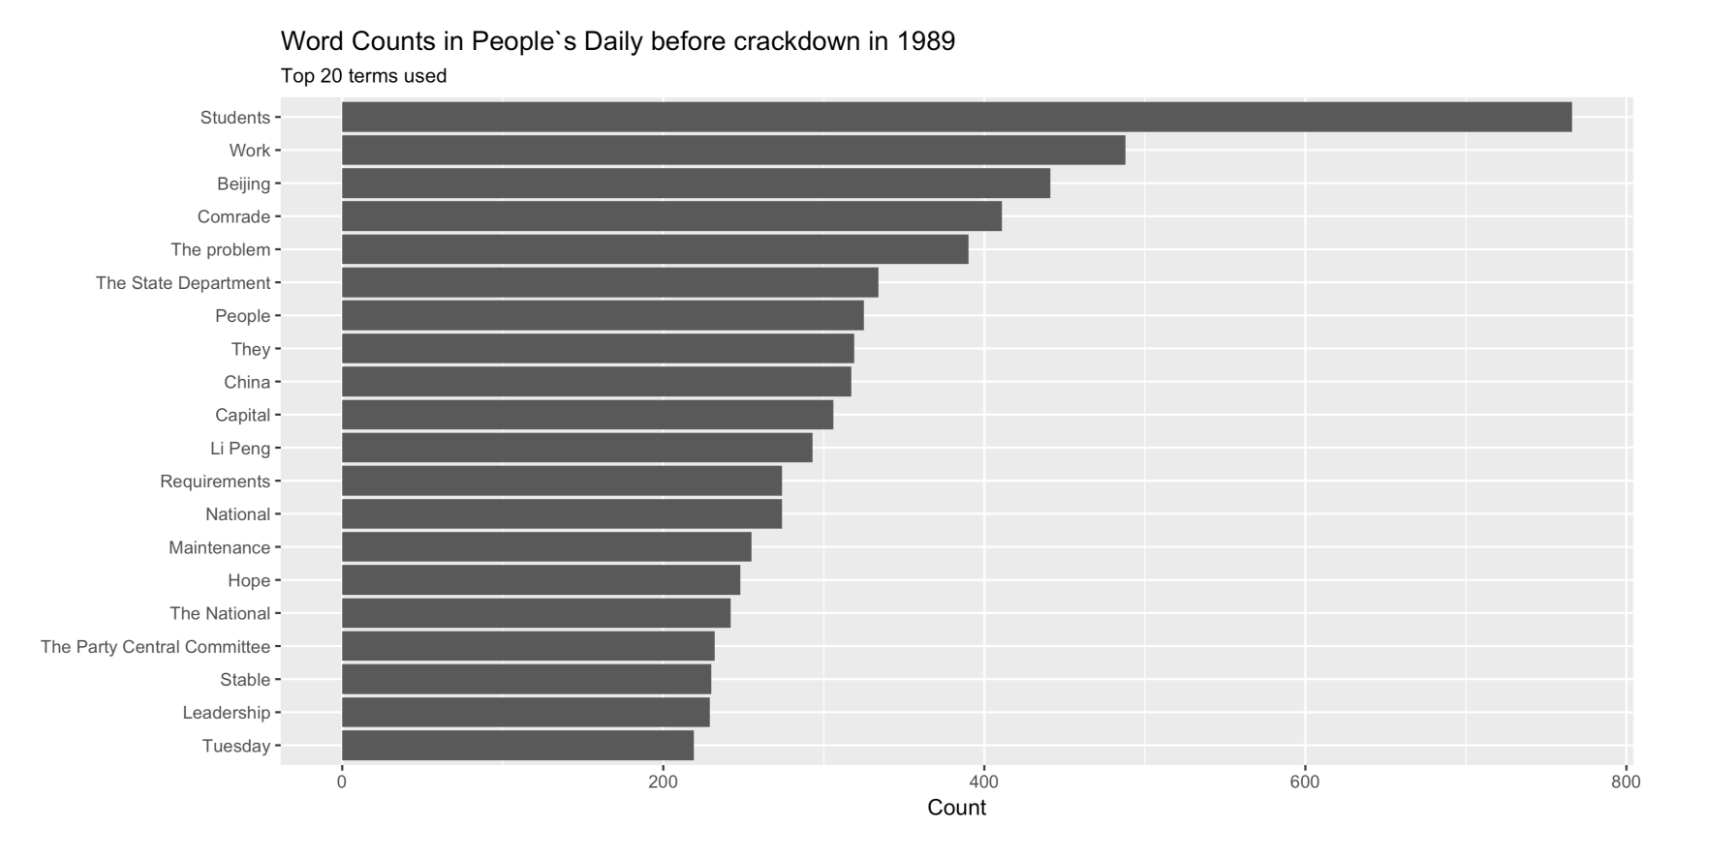 Word Counts in People`s Daily before crackdown in 1989
Top 20 terms used
Students
Work
Beijing
Comrade
The problem
The State Department
People
They
China
Capital
Li Peng
Requirements
National
Maintenance
Hope
The National
The Party Central Committee
Stable
Leadership
Tuesday
0 200 400 600 800
Count